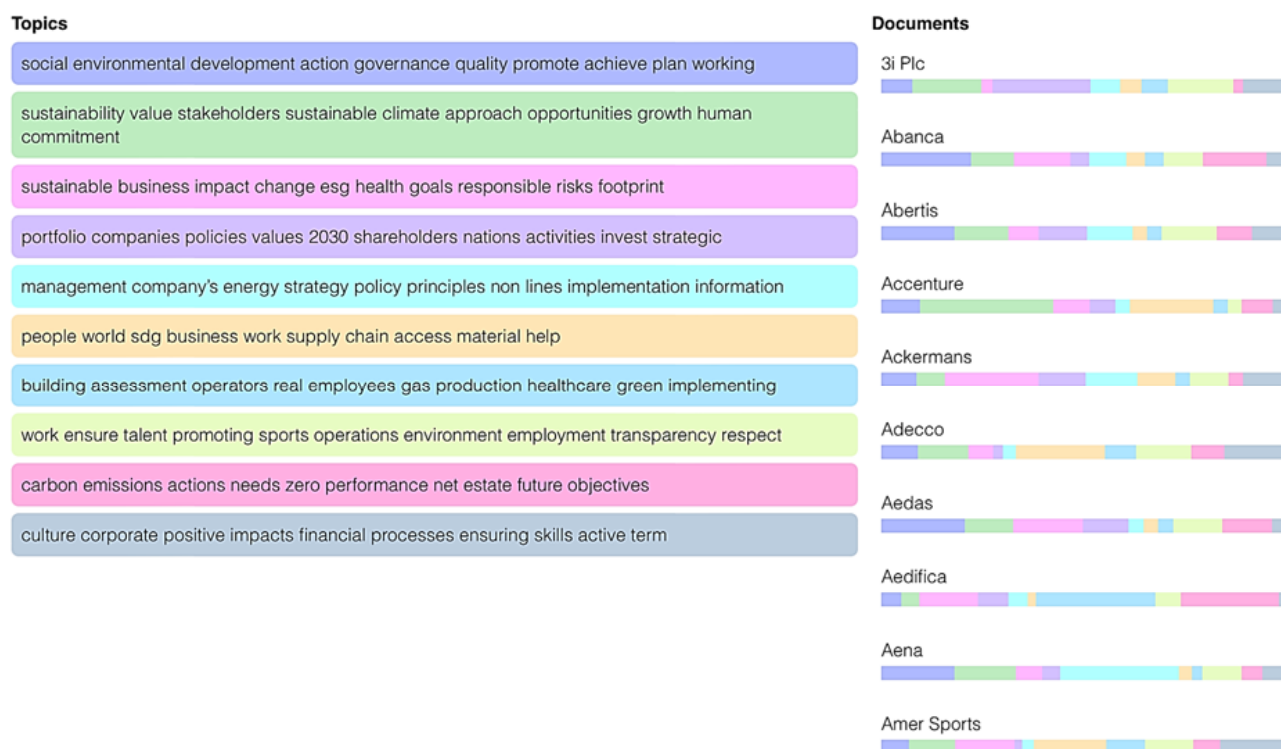 Topics
social environmental development action governance quality promote achieve plan working
sustainability value stakeholders sustainable climate approach opportunities growth human
commitment
sustainable business impact change esg health goals responsible risks footprint
portfolio companies policies values 2030 shareholders nations activities invest strategic
management company's energy strategy policy principles non lines implementation information
people world sdg business work supply chain access material help
building assessment operators real employees gas production healthcare green implementing
work ensure talent promoting sports operations environment employment transparency respect
carbon emissions actions needs zero performance net estate future objectives
culture corporate positive impacts financial processes ensuring skills active term
Documents
3i Plc
Abanca
Abertis
Accenture
Ackermans
Adecco
Aedas
Aedifica
Aena
Amer Sports